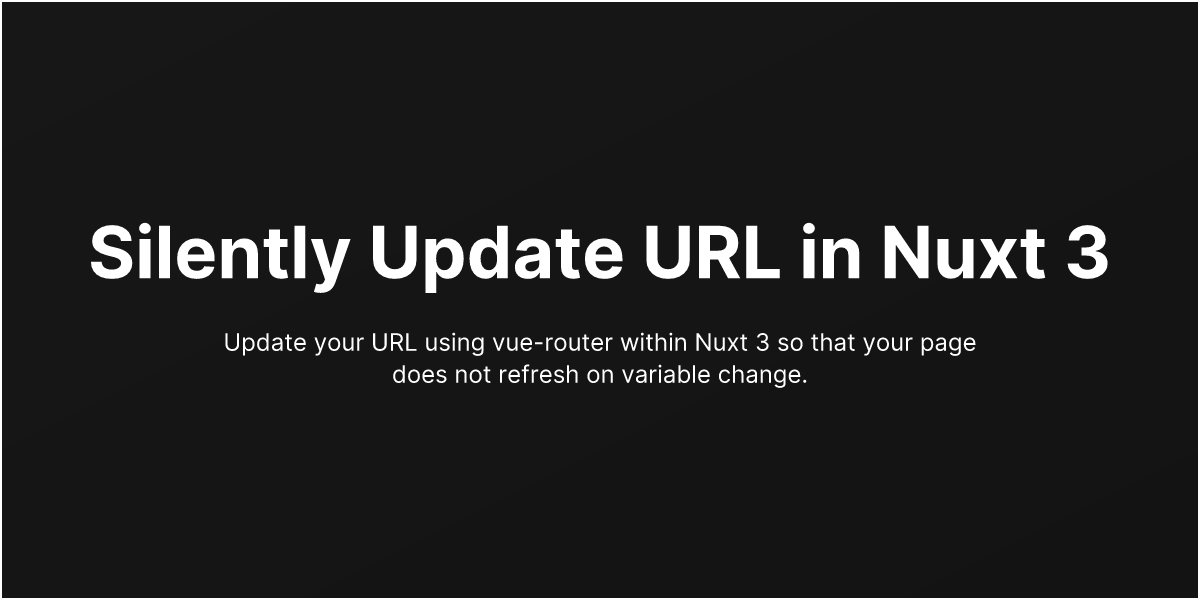 Silently Update URL in Nuxt 3
Update your URL using vue-router within Nuxt 3 so that your page
does not refresh on variable change.